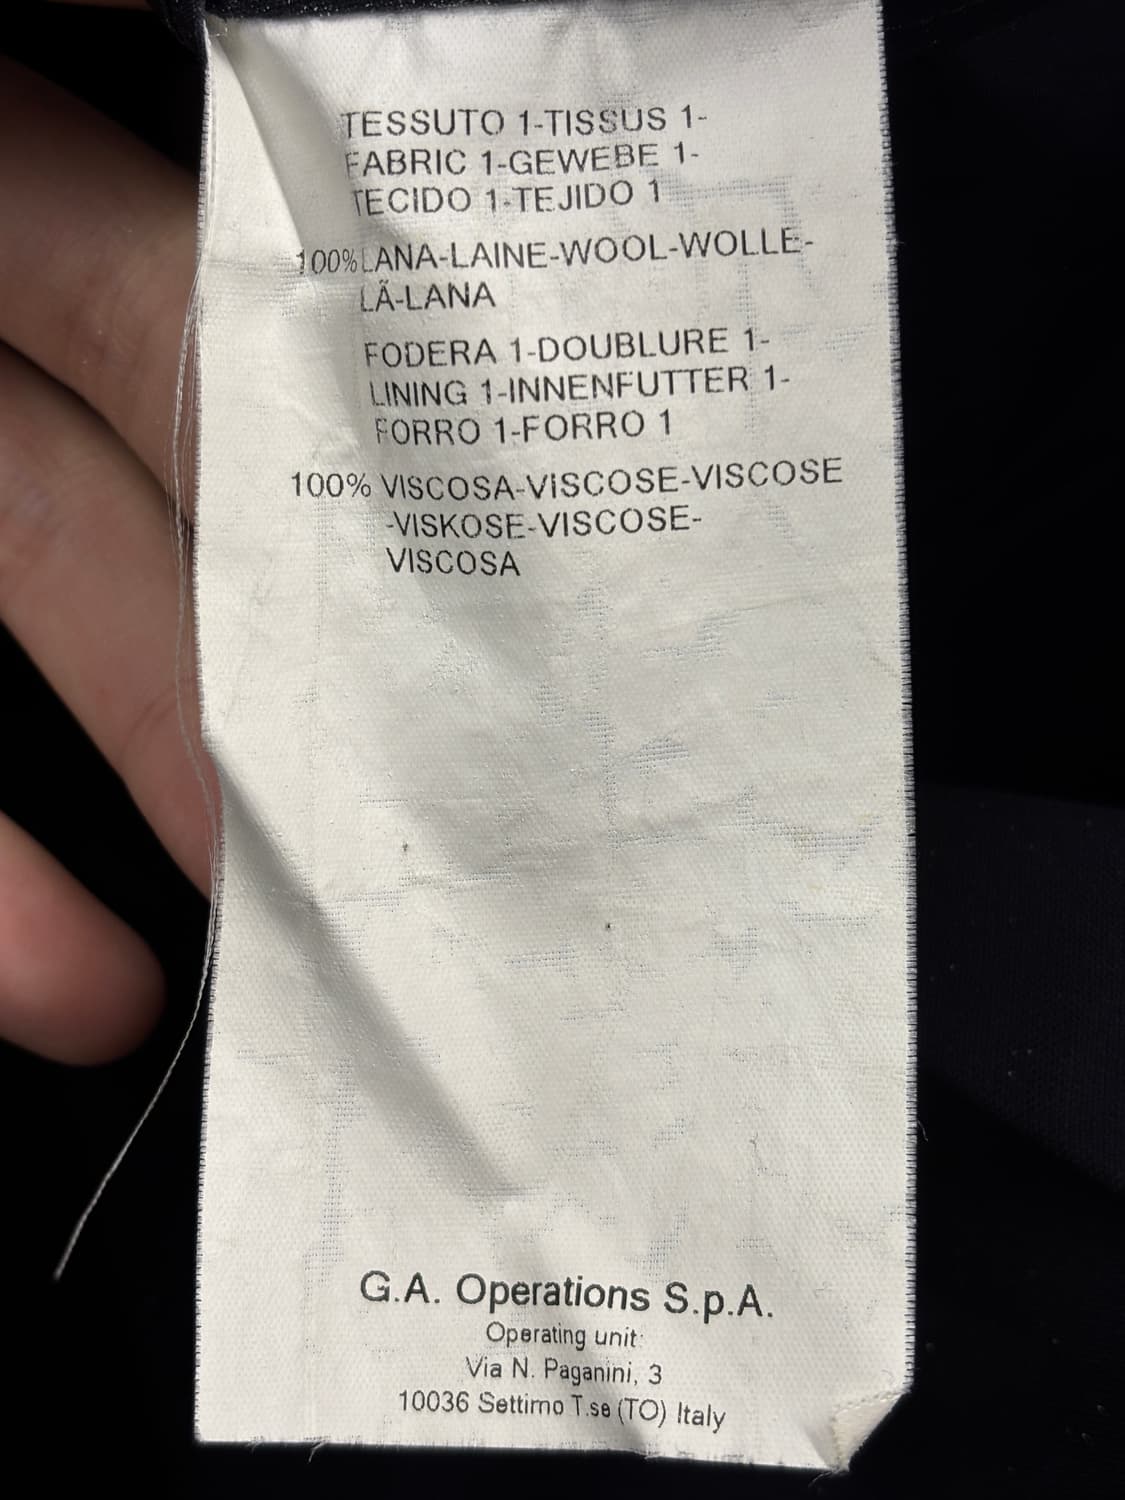 TESSUTO 1-TISSUS 1-
FABRIC 1-GEWEBE 1-
TECIDO 1-TEJIDO 1
100% LANA-LAINE-WOOL-WOLLE-
LÃ-LANA
FODERA 1-DOUBLURE 1-
LINING 1-INNENFUTTER 1-
FORRO 1-FORRO 1
100% VISCOSA-VISCOSE-VISCOSE
-VISKOSE-VISCOSE-
VISCOSA
G.A. Operations S.p.A.
Operating unit:
Via N. Paganini, 3
10036 Settimo T.se (TO) Italy